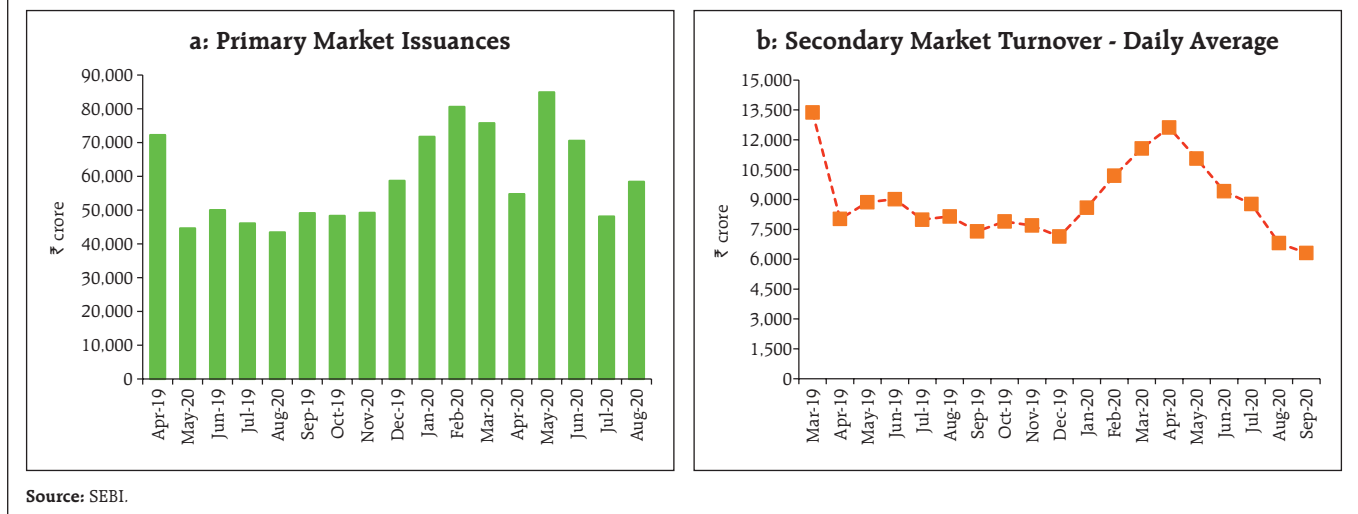 a: Primary Market Issuances
₹ crore
90,000
80,000
70,000
60,000
50,000
40,000
30,000
20,000
10,000
0
Apr-19
May-20
Jun-19
Jul-19
Aug-20
Sep-19
Oct-19
Nov-20
Dec-19
Jan-20
Feb-20
Mar-20
Apr-20
May-20
Jun-20
Jul-20
Aug-20
b: Secondary Market Turnover - Daily Average
₹ crore
15,000
13,500
12,000
10,500
9,000
7,500
6,000
4,500
3,000
1,500
0
Mar-19
Apr-19
May-19
Jun-19
Jul-19
Aug-19
Sep-19
Oct-19
Nov-19
Dec-19
Jan-20
Feb-20
Mar-20
Apr-20
May-20
Jun-20
Jul-20
Aug-20
Sep-20
Source: SEBI.